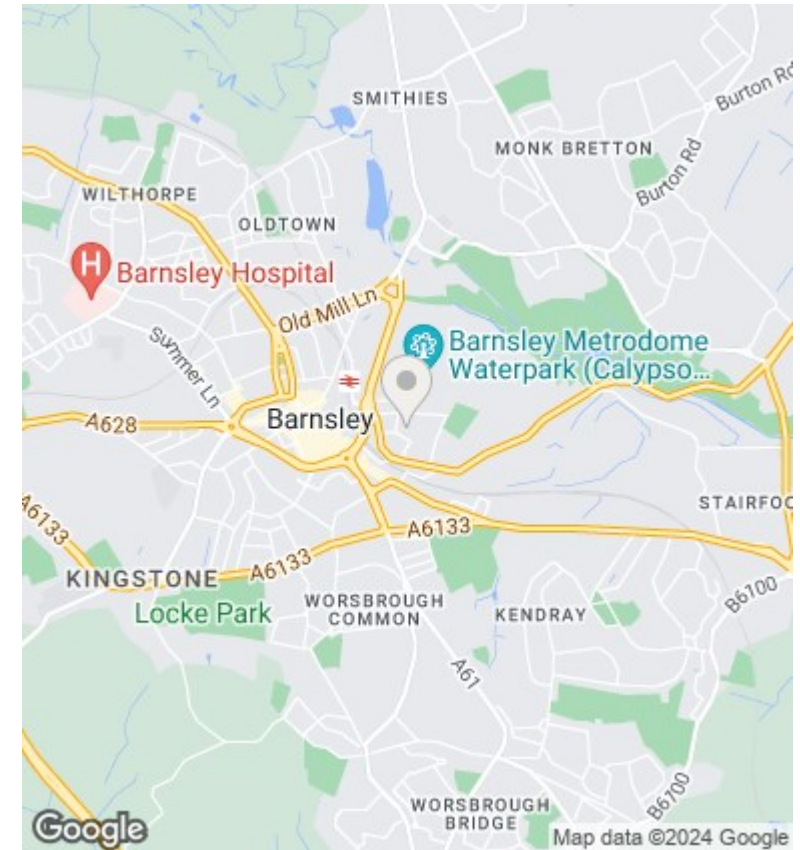 SMITHIES
Burton Rd
MONK BRETTON
WILTHORPE
Burton Rd
OLDTOWN
H
Barnsley Hospital
Old Mill Ln
Summer Ln
Barnsley Metrodome
Waterpark (Calypso...
A628
Barnsley
STAIRFOO
A6133
A6133
A6133
KINGSTONE
B6100
Locke Park
WORSBROUGH
COMMON
KENDRAY
A61
B6100
WORSBROUGH
BRIDGE
Google
Map data ©2024 Google